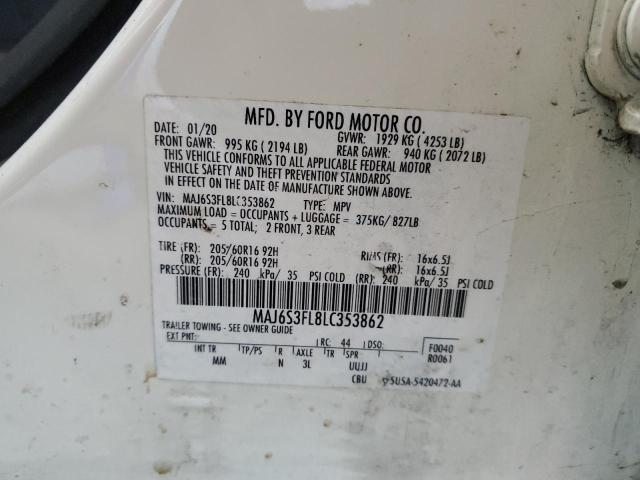 MFD. BY FORD MOTOR CO.
DATE: 01/20 GVWR: 1929 KG ( 4253 LB)
FRONT GAWR: 995 KG ( 2194 LB) REAR GAWR: 940 KG ( 2072 LB)
THIS VEHICLE CONFORMS TO ALL APPLICABLE FEDERAL MOTOR
VEHICLE SAFETY AND THEFT PREVENTION STANDARDS
IN EFFECT ON THE DATE OF MANUFACTURE SHOWN ABOVE.
VIN: MAJ6S3FL8LC353862 TYPE: MPV
MAXIMUM LOAD = OCCUPANTS + LUGGAGE = 375KG/ 827LB
OCCUPANTS = 5 TOTAL; 2 FRONT, 3 REAR
TIRE (FR): 205/60R16 92H RIMS (FR): 16x6.5J
(RR): 205/60R16 92H (RR): 16x6.5J
PRESSURE (FR): 240 kPa/ 35 PSI COLD (RR): 240 kPa/ 35 PSI COLD
MAJ6S3FL8LC353862
TRAILER TOWING - SEE OWNER GUIDE
EXT PNT: RC: 44 DSO: F0040
R0061
INT TR TP/PS R AXLE TR SPR
MM N 3L UUJJ
CBU 5USA-5420472-AA